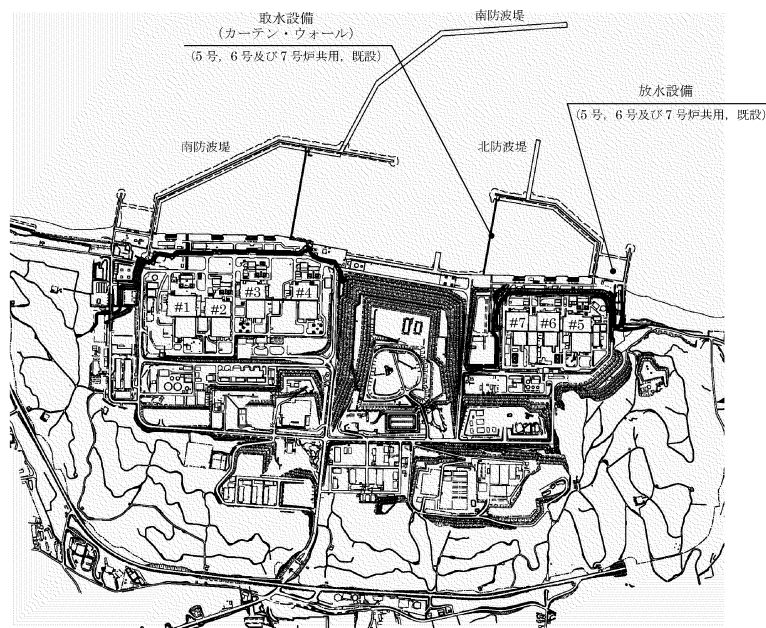 取水設備
(カーテン・ウォール)
(5号, 6号及び7号炉共用, 既設)
南防波堤
放水設備
(5号, 6号及び7号炉共用, 既設)
南防波堤
北防波堤
#1
#2
#3
#4
#7
#6
#5